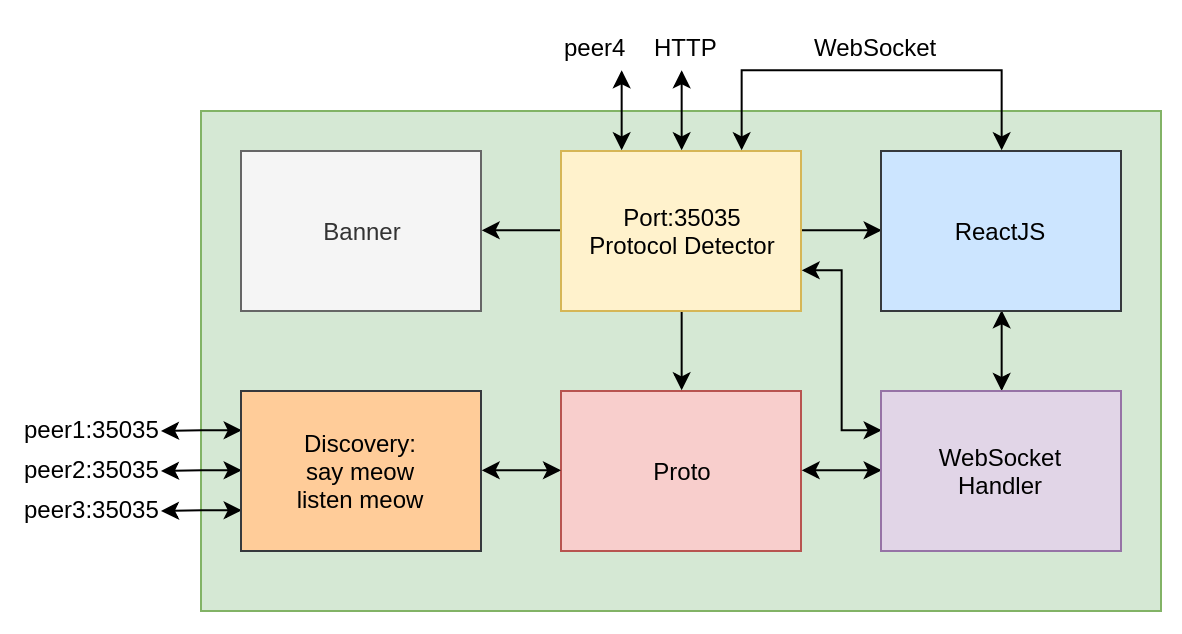 peer4
HTTP
WebSocket
Banner
Port:35035
Protocol Detector
ReactJS
peer1:35035
peer2:35035
peer3:35035
Discovery:
say meow
listen meow
Proto
WebSocket
Handler